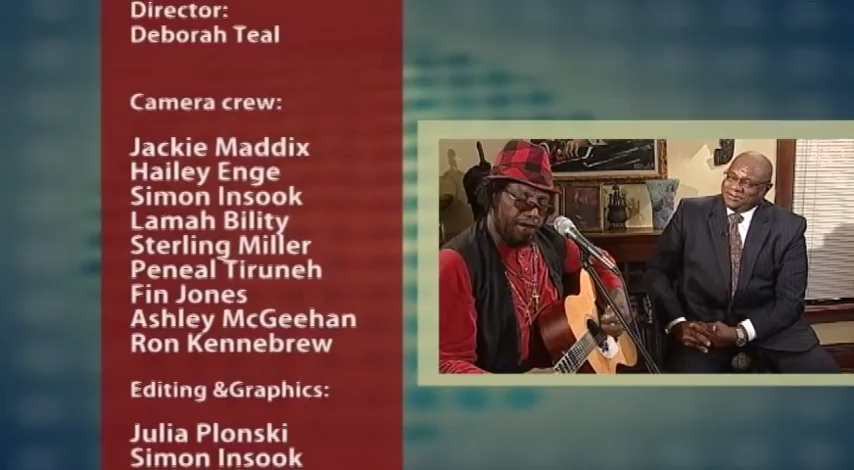 Director:
Deborah Teal
Camera crew:
Jackie Maddix
Hailey Enge
Simon Insook
Lamah Bility
Sterling Miller
Peneal Tiruneh
Fin Jones
Ashley McGeehan
Ron Kennebrew
Editing &Graphics:
Julia Plonski
Simon Insook